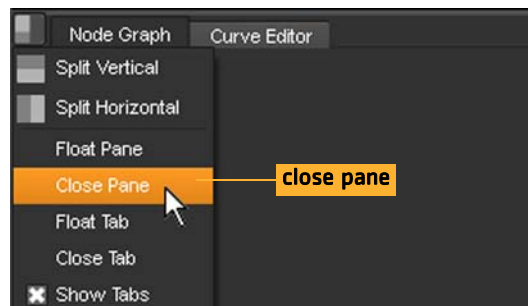 Node Graph Curve Editor
Split Vertical
Split Horizontal
Float Pane
Close Pane close pane
Float Tab
Close Tab
Show Tabs